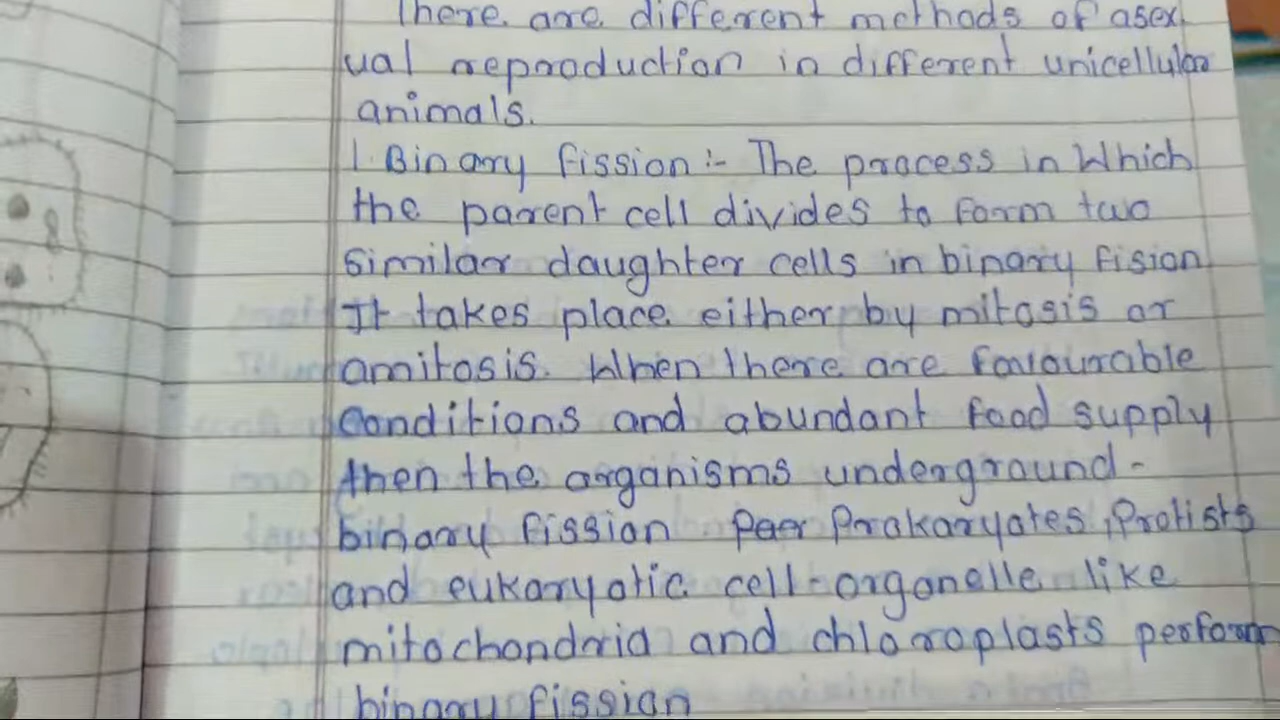 There are different methods of asex
ual reproduction in different unicellular
animals.
1. Binary fission :- The process in which
the parent cell divides to form two
similar daughter cells in binary fision
It takes place either by mitosis or
amitosis. When there are favourable
conditions and abundant food supply
then the organisms underground-
binary fission. Prokaryotes, Protists
and eukaryotic cell-organelle like
mitochondria and chloroplasts perform
binary fission